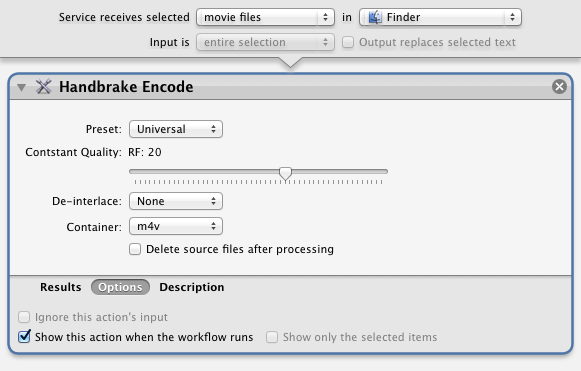 Service receives selected movie files in Finder
Input is entire selection Output replaces selected text
Handbrake Encode
Preset: Universal
Contstant Quality: RF: 20
De-interlace: None
Container: m4v
Delete source files after processing
Results Options Description
Ignore this action's input
Show this action when the workflow runs Show only the selected items